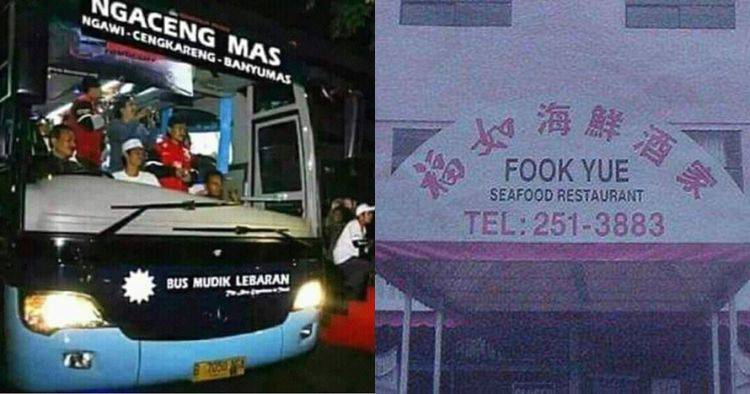 NGACENG MAS
NGAWI - CENGKARENG - BANYUMAS
BUS MUDIK LEBARAN
福如海鮮酒家
FOOK YUE
SEAFOOD RESTAURANT
TEL: 251-3883